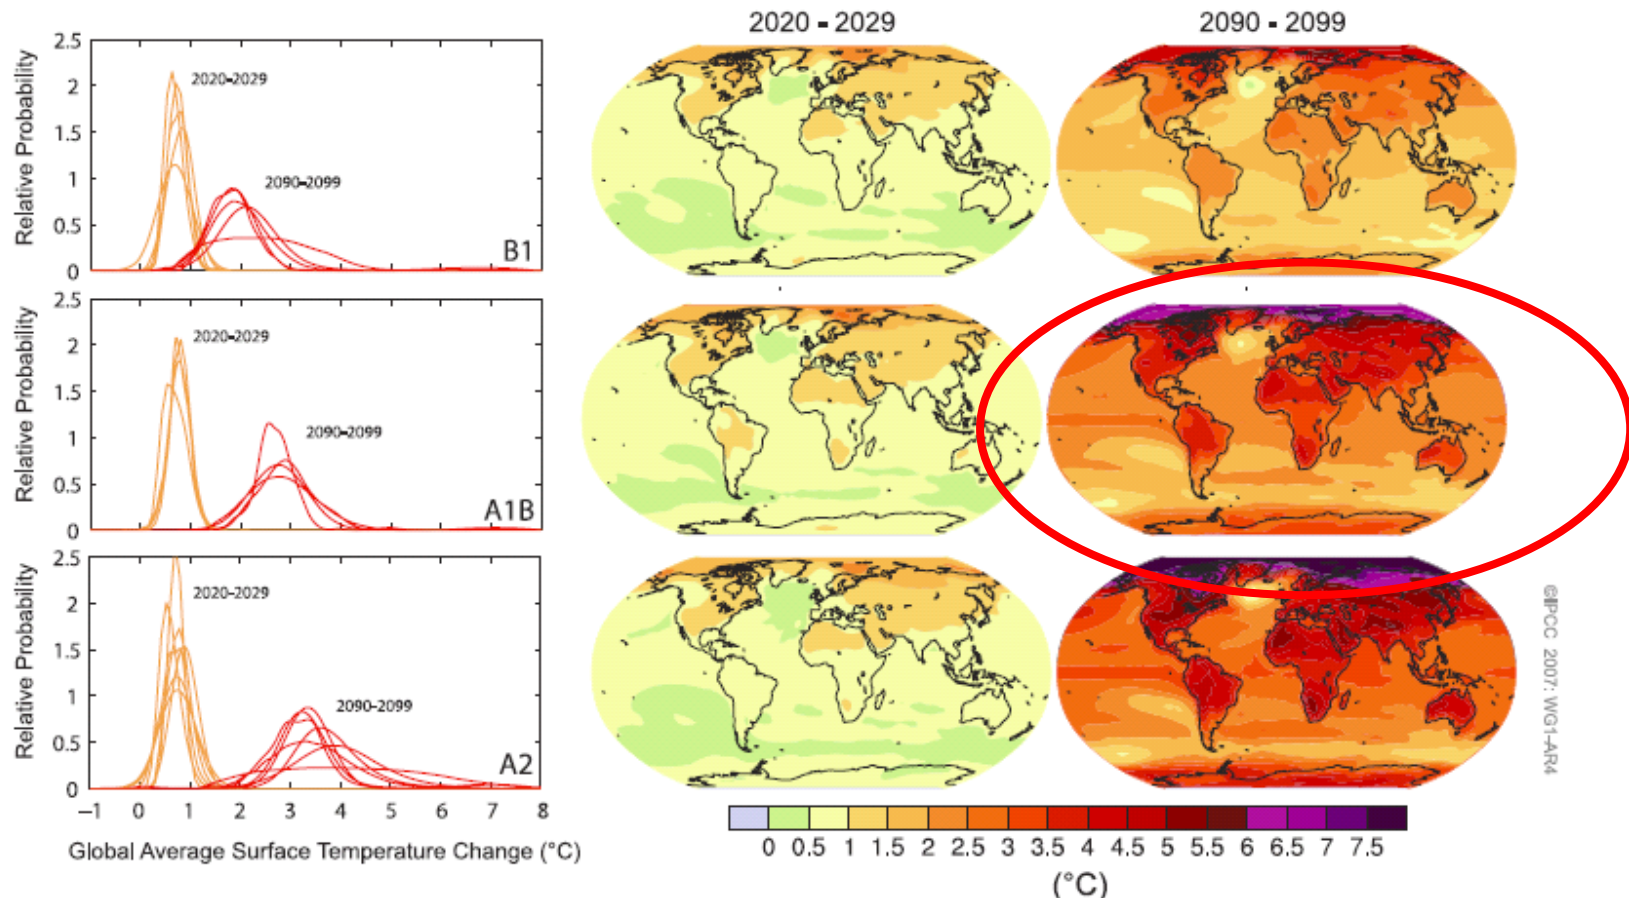 2020 - 2029
2090 - 2099
2.5
2
1.5
1
0.5
0
Relative Probability
2020-2029
2090-2099
B1
2.5
2
1.5
1
0.5
0
Relative Probability
2020-2029
2090-2099
A1B
2.5
2
1.5
1
0.5
0
Relative Probability
2020-2029
2090-2099
A2
−1 0 1 2 3 4 5 6 7 8
Global Average Surface Temperature Change (°C)
0 0.5 1 1.5 2 2.5 3 3.5 4 4.5 5 5.5 6 6.5 7 7.5
(°C)
©IPCC 2007: WG1-AR4